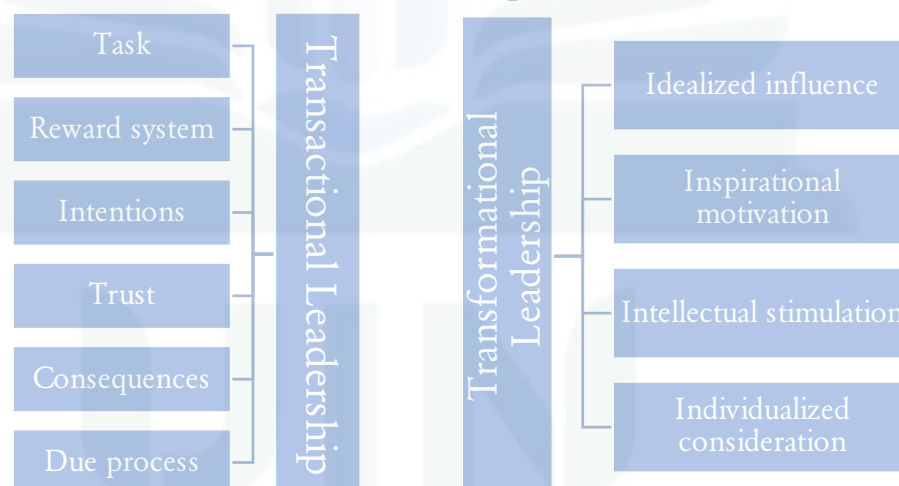 Task
Reward system
Intentions
Trust
Consequences
Due process
Transactional Leadership
Transformational
Leadership
Idealized influence
Inspirational
motivation
Intellectual stimulation
Individualized
consideration